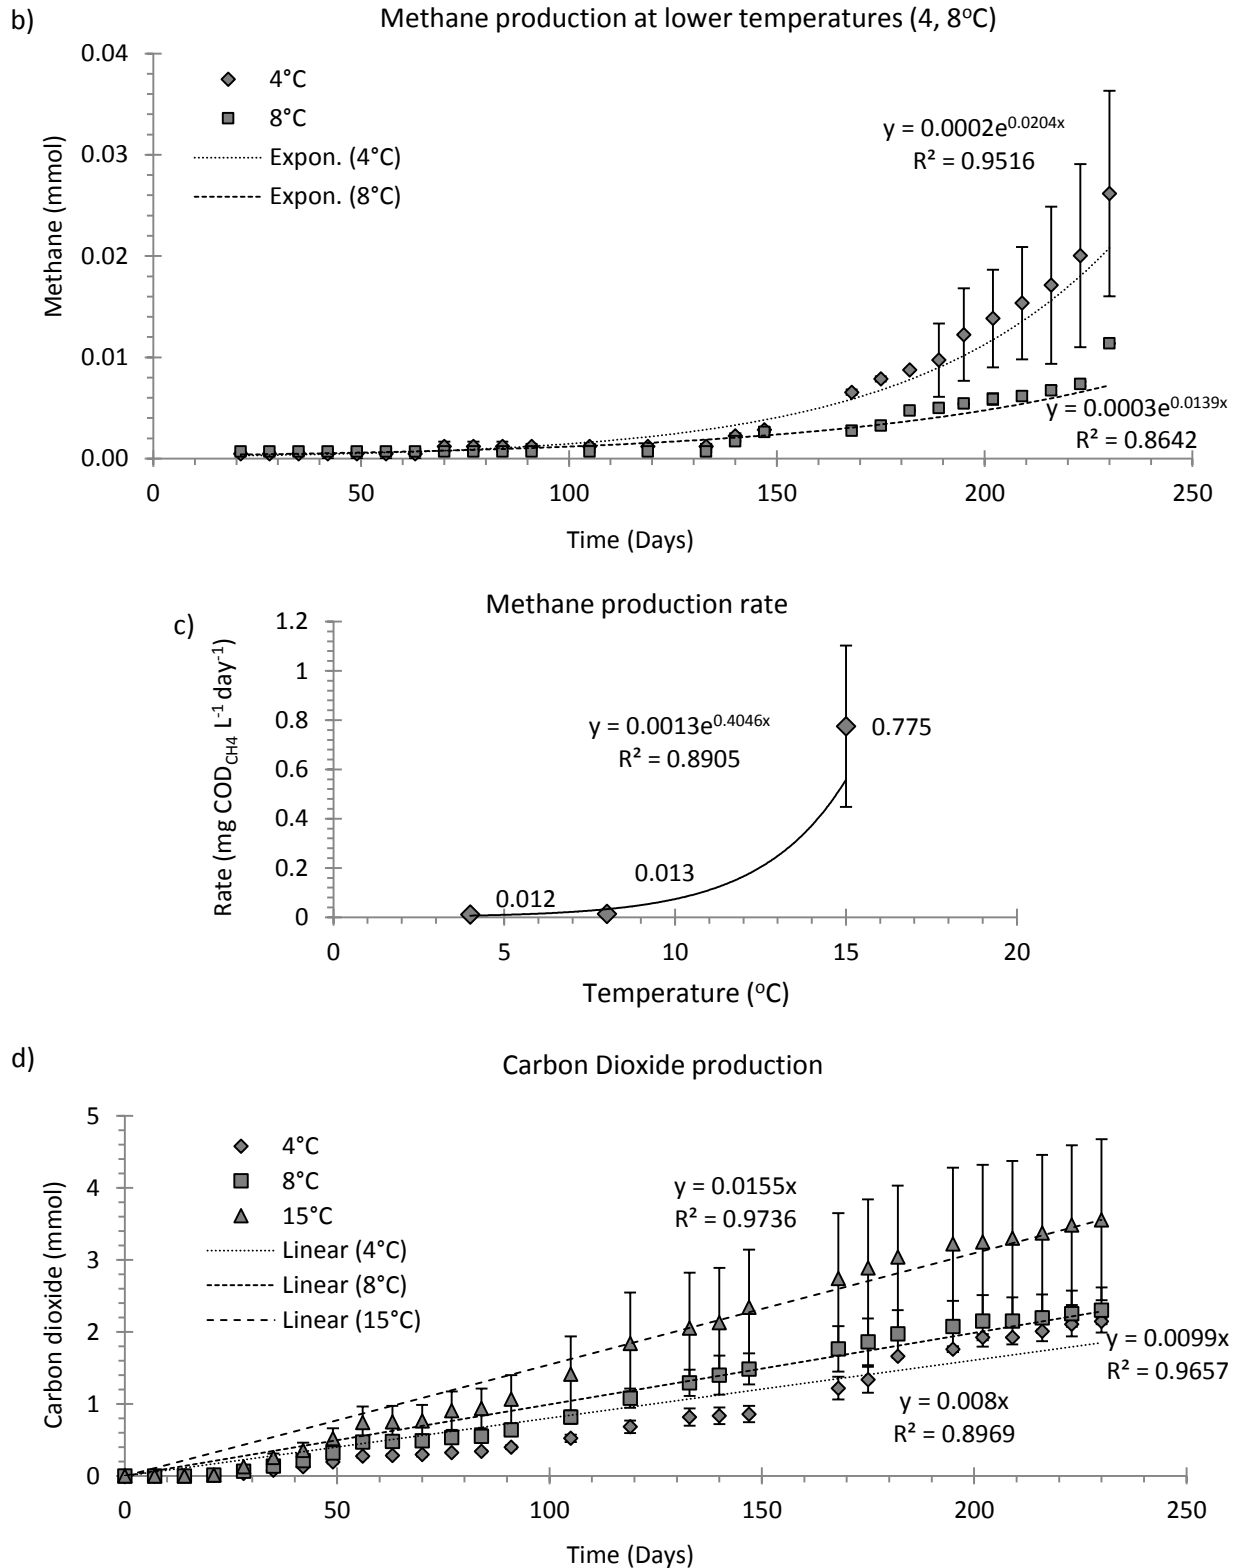 b)
Methane production at lower temperatures (4, 8°C)
0.04
0.03
0.02
0.01
0.00
Methane (mmol)
4°C
8°C
Expon. (4°C)
Expon. (8°C)
y = 0.0002e^0.0204x
R² = 0.9516
y = 0.0003e^0.0139x
R² = 0.8642
0 50 100 150 200 250
Time (Days)
c)
Methane production rate
1.2
1
0.8
0.6
0.4
0.2
0
Rate (mg COD_CH4 L^-1 day^-1)
y = 0.0013e^0.4046x
R² = 0.8905
0.775
0.013
0.012
0 5 10 15 20
Temperature (°C)
d)
Carbon Dioxide production
5
4
3
2
1
0
Carbon dioxide (mmol)
4°C
8°C
15°C
Linear (4°C)
Linear (8°C)
Linear (15°C)
y = 0.0155x
R² = 0.9736
y = 0.0099x
R² = 0.9657
y = 0.008x
R² = 0.8969
0 50 100 150 200 250
Time (Days)